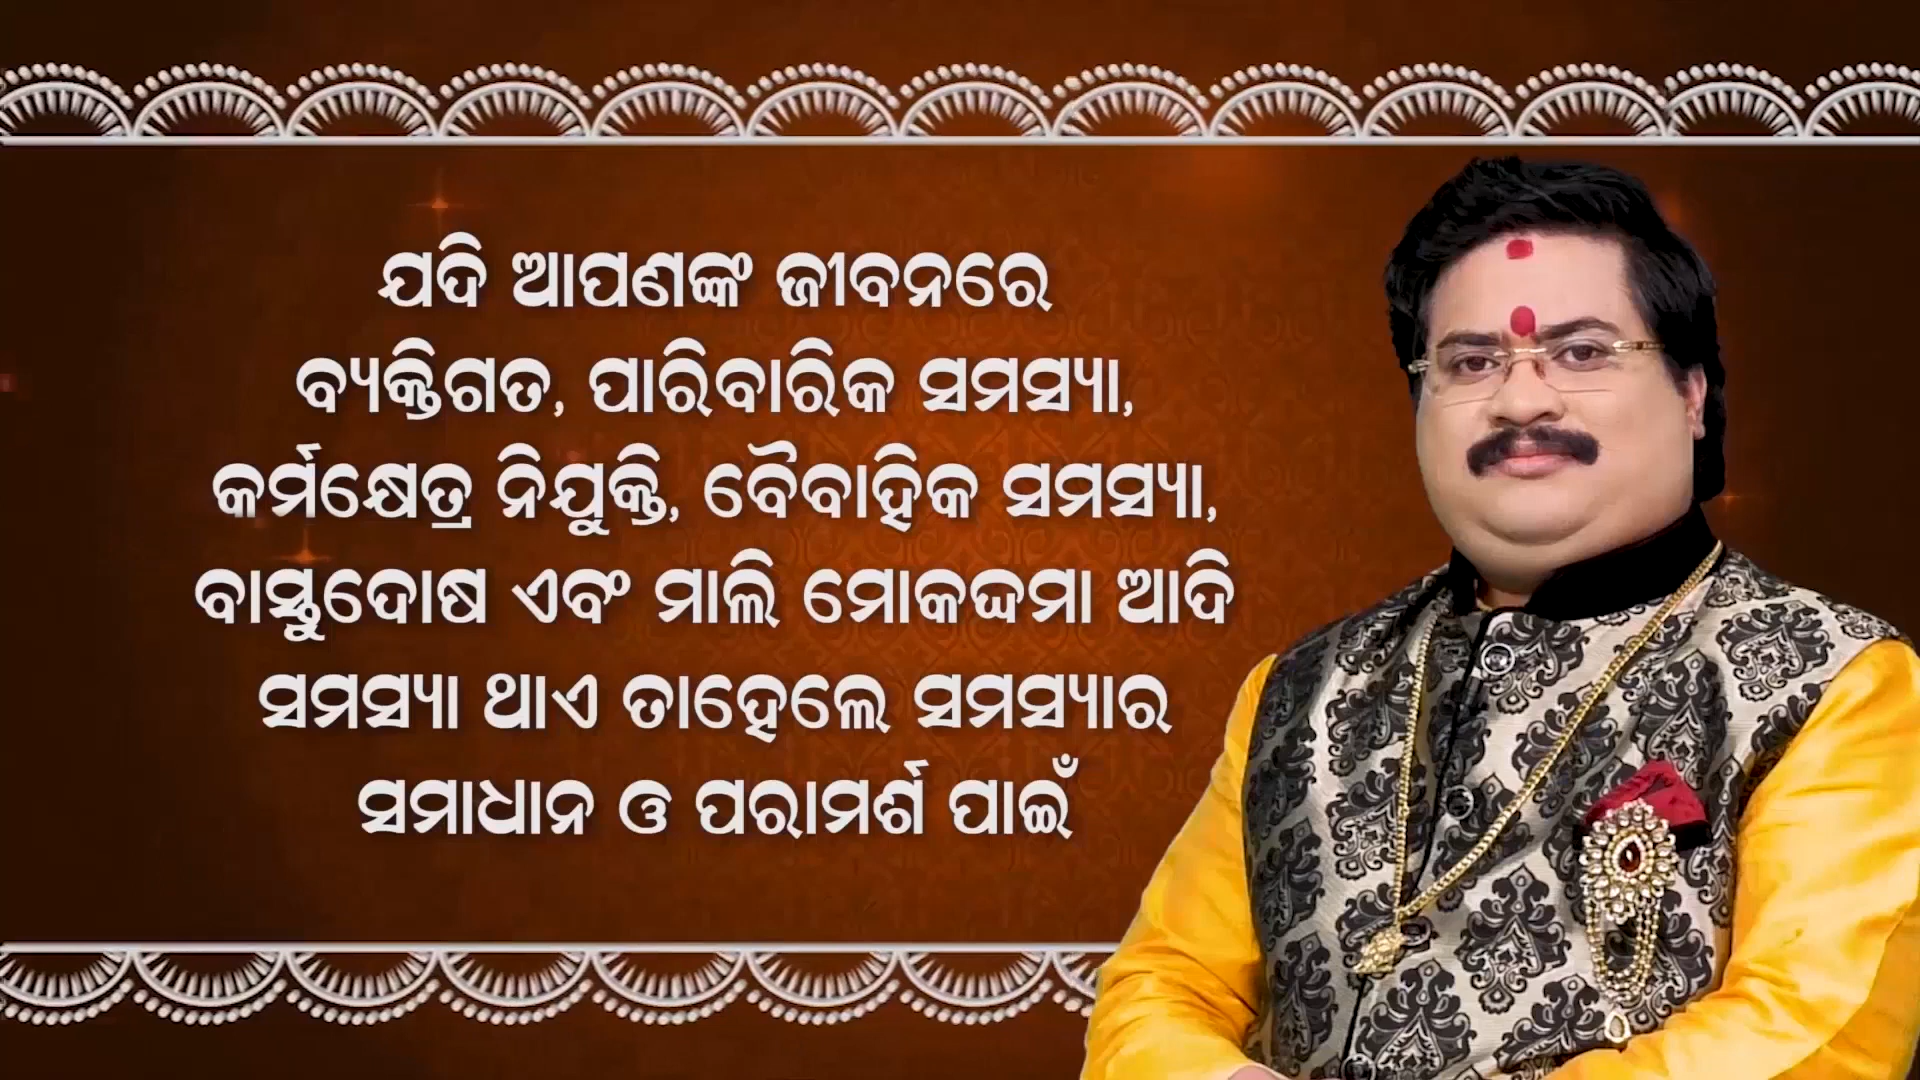 ଯଦି ଆପଣଙ୍କ ଜୀବନରେ
ବ୍ୟକ୍ତିଗତ, ପାରିବାରିକ ସମସ୍ୟା,
କର୍ମକ୍ଷେତ୍ର ନିଯୁକ୍ତି, ବୈବାହିକ ସମସ୍ୟା,
ବାସ୍ତୁଦୋଷ ଏବଂ ମାଲି ମୋକଦ୍ଦମା ଆଦି
ସମସ୍ୟା ଥାଏ ତାହେଲେ ସମସ୍ୟାର
ସମାଧାନ ଓ ପରାମର୍ଶ ପାଇଁ